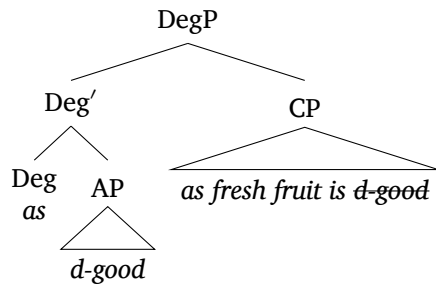 DegP
Deg′
CP
Deg
as
AP
as fresh fruit is d-good
d-good